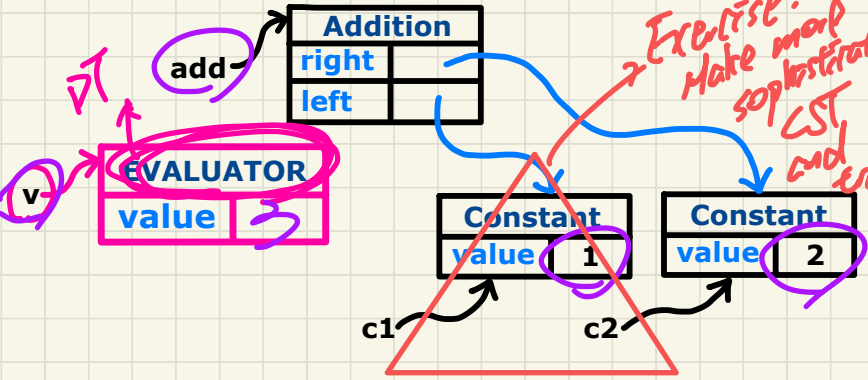 Addition
right
left
add
Exercise:
Make more
CST
and
DT
v
EVALUATOR
value 3
Constant
value 1
Constant
value 2
c1
c2